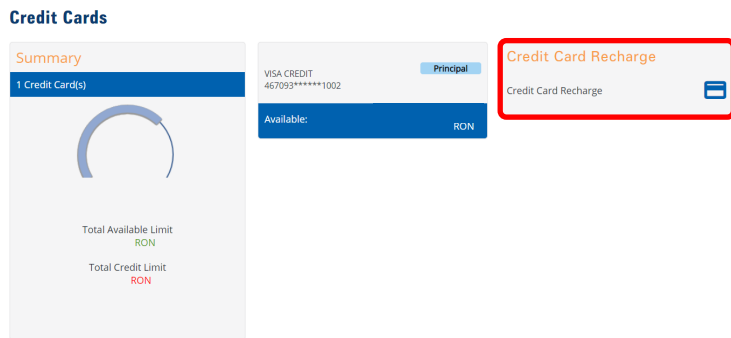 Credit Cards
Summary
1 Credit Card(s)
Total Available Limit
RON
Total Credit Limit
RON
VISA CREDIT
Principal
467093******1002
Available:
RON
Credit Card Recharge
Credit Card Recharge